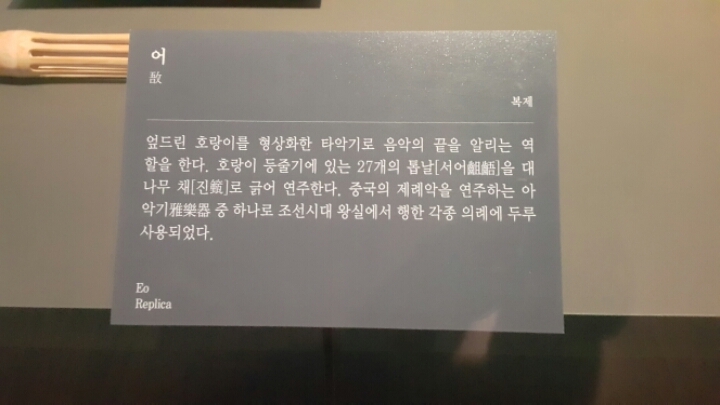 어
敔
복제
엎드린 호랑이를 형상화한 타악기로 음악의 끝을 알리는 역
할을 한다. 호랑이 등줄기에 있는 27개의 톱날[서어齟齬]을 대
나무 채[진籈]로 긁어 연주한다. 중국의 제례악을 연주하는 아
악기雅樂器 중 하나로 조선시대 왕실에서 행한 각종 의례에 두루
사용되었다.
Eo
Replica